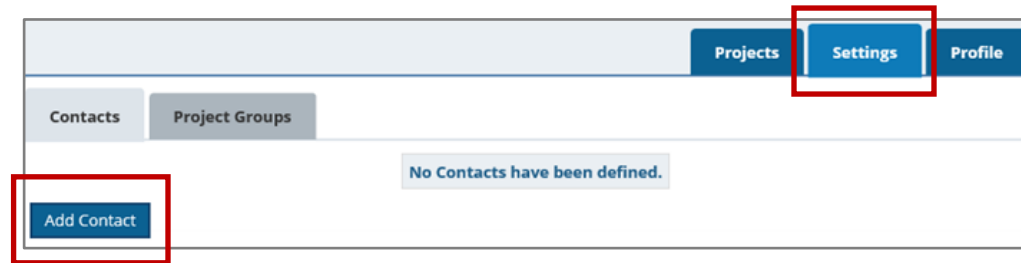 Projects Settings Profile
Contacts Project Groups
No Contacts have been defined.
Add Contact